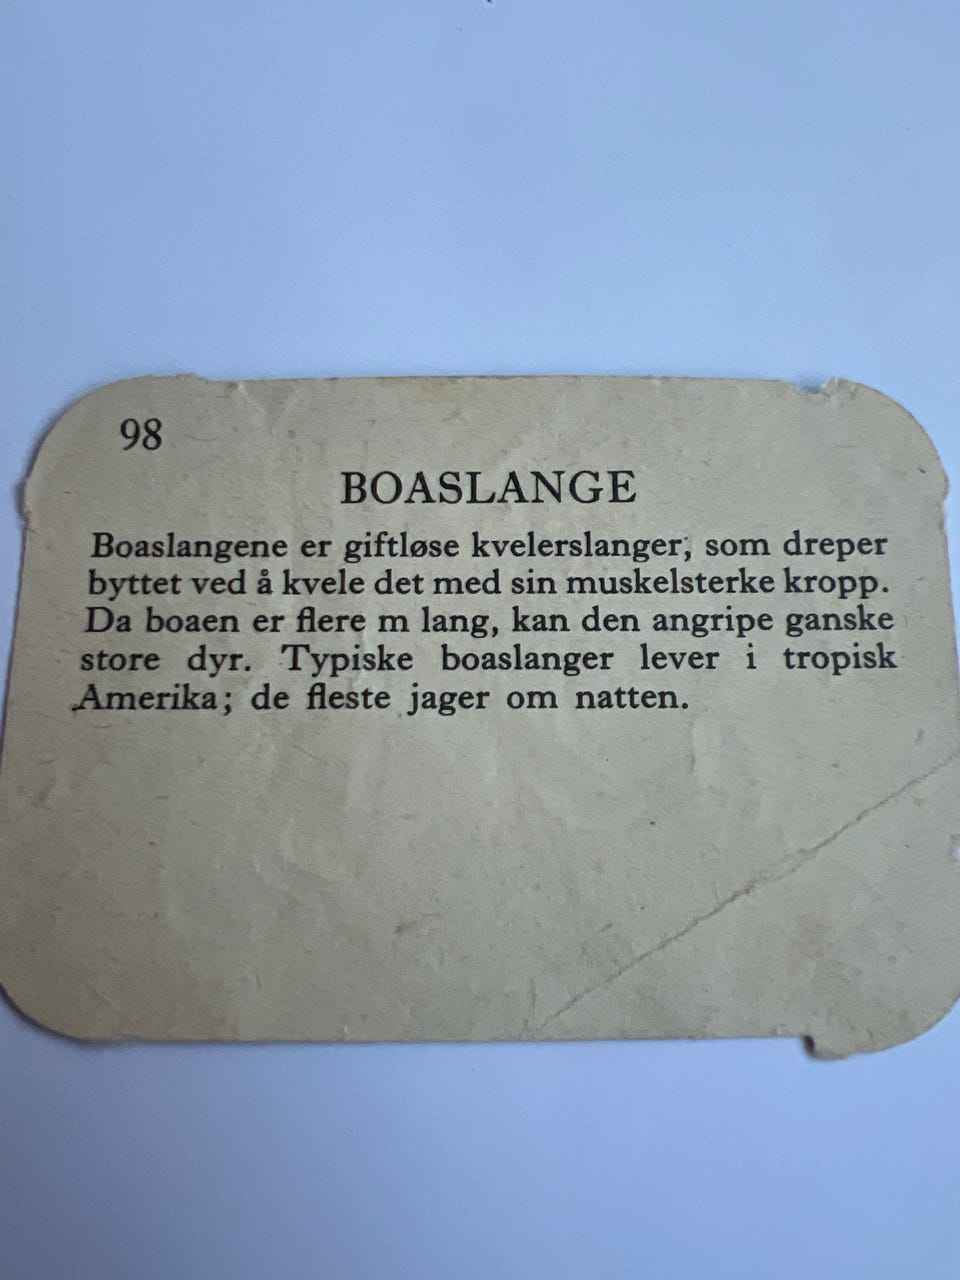 98
BOASLANGE
Boaslangene er giftløse kvelerslanger, som dreper
byttet ved å kvele det med sin muskelsterke kropp.
Da boaen er flere m lang, kan den angripe ganske
store dyr. Typiske boaslanger lever i tropisk
Amerika; de fleste jager om natten.